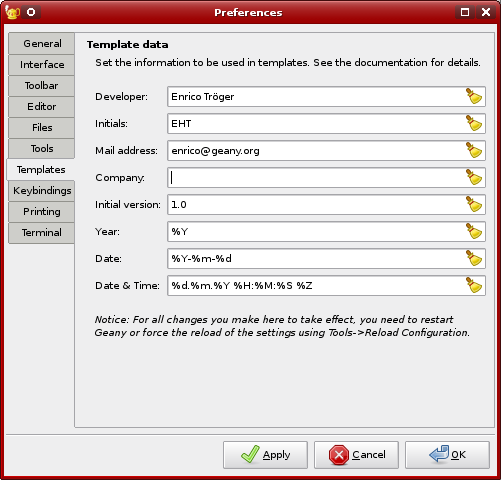 Preferences
General
Interface
Toolbar
Editor
Files
Tools
Templates
Keybindings
Printing
Terminal
Template data
Set the information to be used in templates. See the documentation for details.
Developer: Enrico Tröger
Initials: EHT
Mail address: enrico@geany.org
Company:
Initial version: 1.0
Year: %Y
Date: %Y-%m-%d
Date & Time: %d.%m.%Y %H:%M:%S %Z
Notice: For all changes you make here to take effect, you need to restart
Geany or force the reload of the settings using Tools->Reload Configuration.
Apply Cancel OK